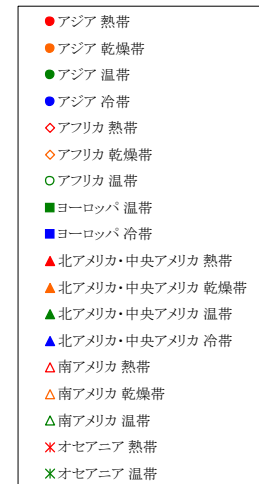 アジア 熱帯
アジア 乾燥帯
アジア 温帯
アジア 冷帯
アフリカ 熱帯
アフリカ 乾燥帯
アフリカ 温帯
ヨーロッパ 温帯
ヨーロッパ 冷帯
北アメリカ・中央アメリカ 熱帯
北アメリカ・中央アメリカ 乾燥帯
北アメリカ・中央アメリカ 温帯
北アメリカ・中央アメリカ 冷帯
南アメリカ 熱帯
南アメリカ 乾燥帯
南アメリカ 温帯
オセアニア 熱帯
オセアニア 温帯